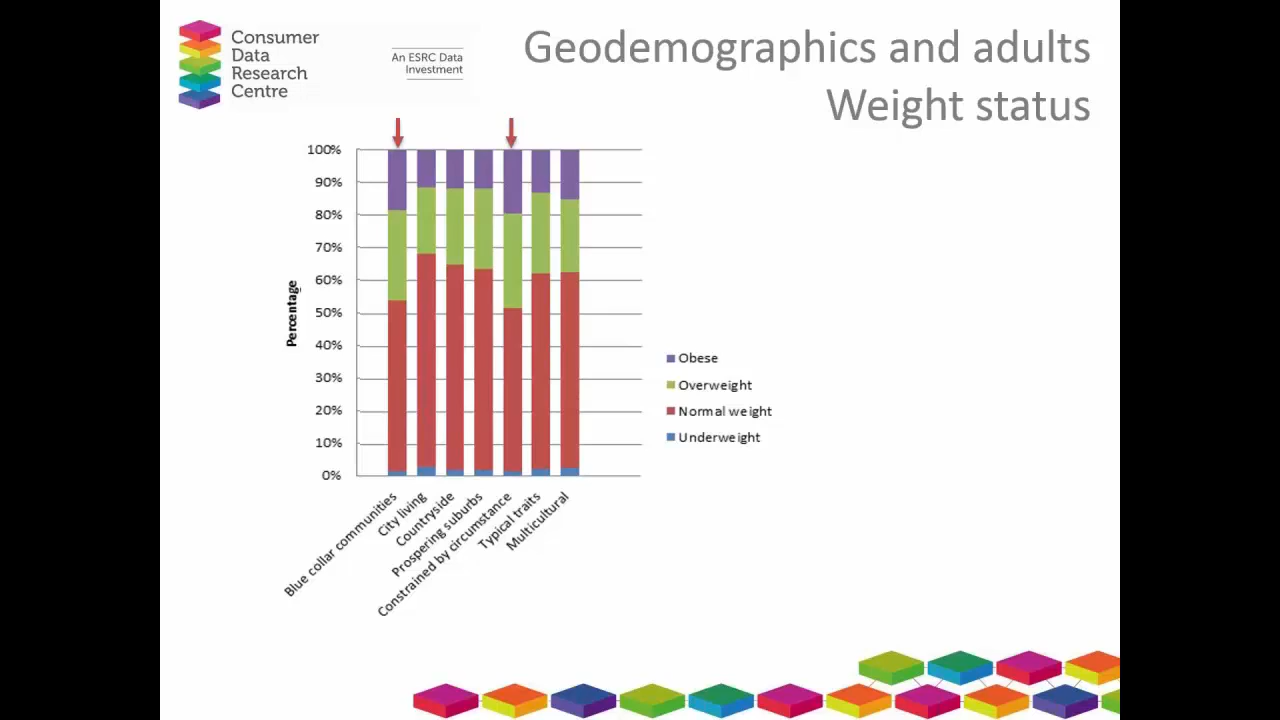 Consumer
Data
Research
Centre
An ESRC Data
Investment
Geodemographics and adults
Weight status
100%
90%
80%
70%
60%
50%
40%
30%
20%
10%
0%
Percentage
Blue collar communities
City living
Countryside
Prospering suburbs
Constrained by circumstance
Typical traits
Multicultural
Obese
Overweight
Normal weight
Underweight